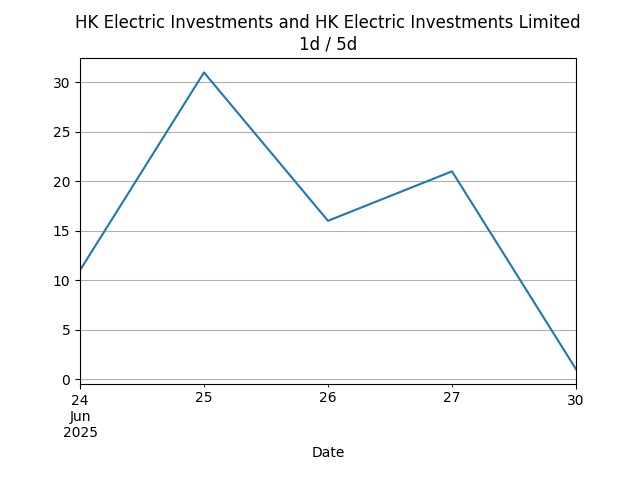 HK Electric Investments and HK Electric Investments Limited
1d / 5d
30
25
20
15
10
5
0
24 25 26 27 30
Jun
2025
Date